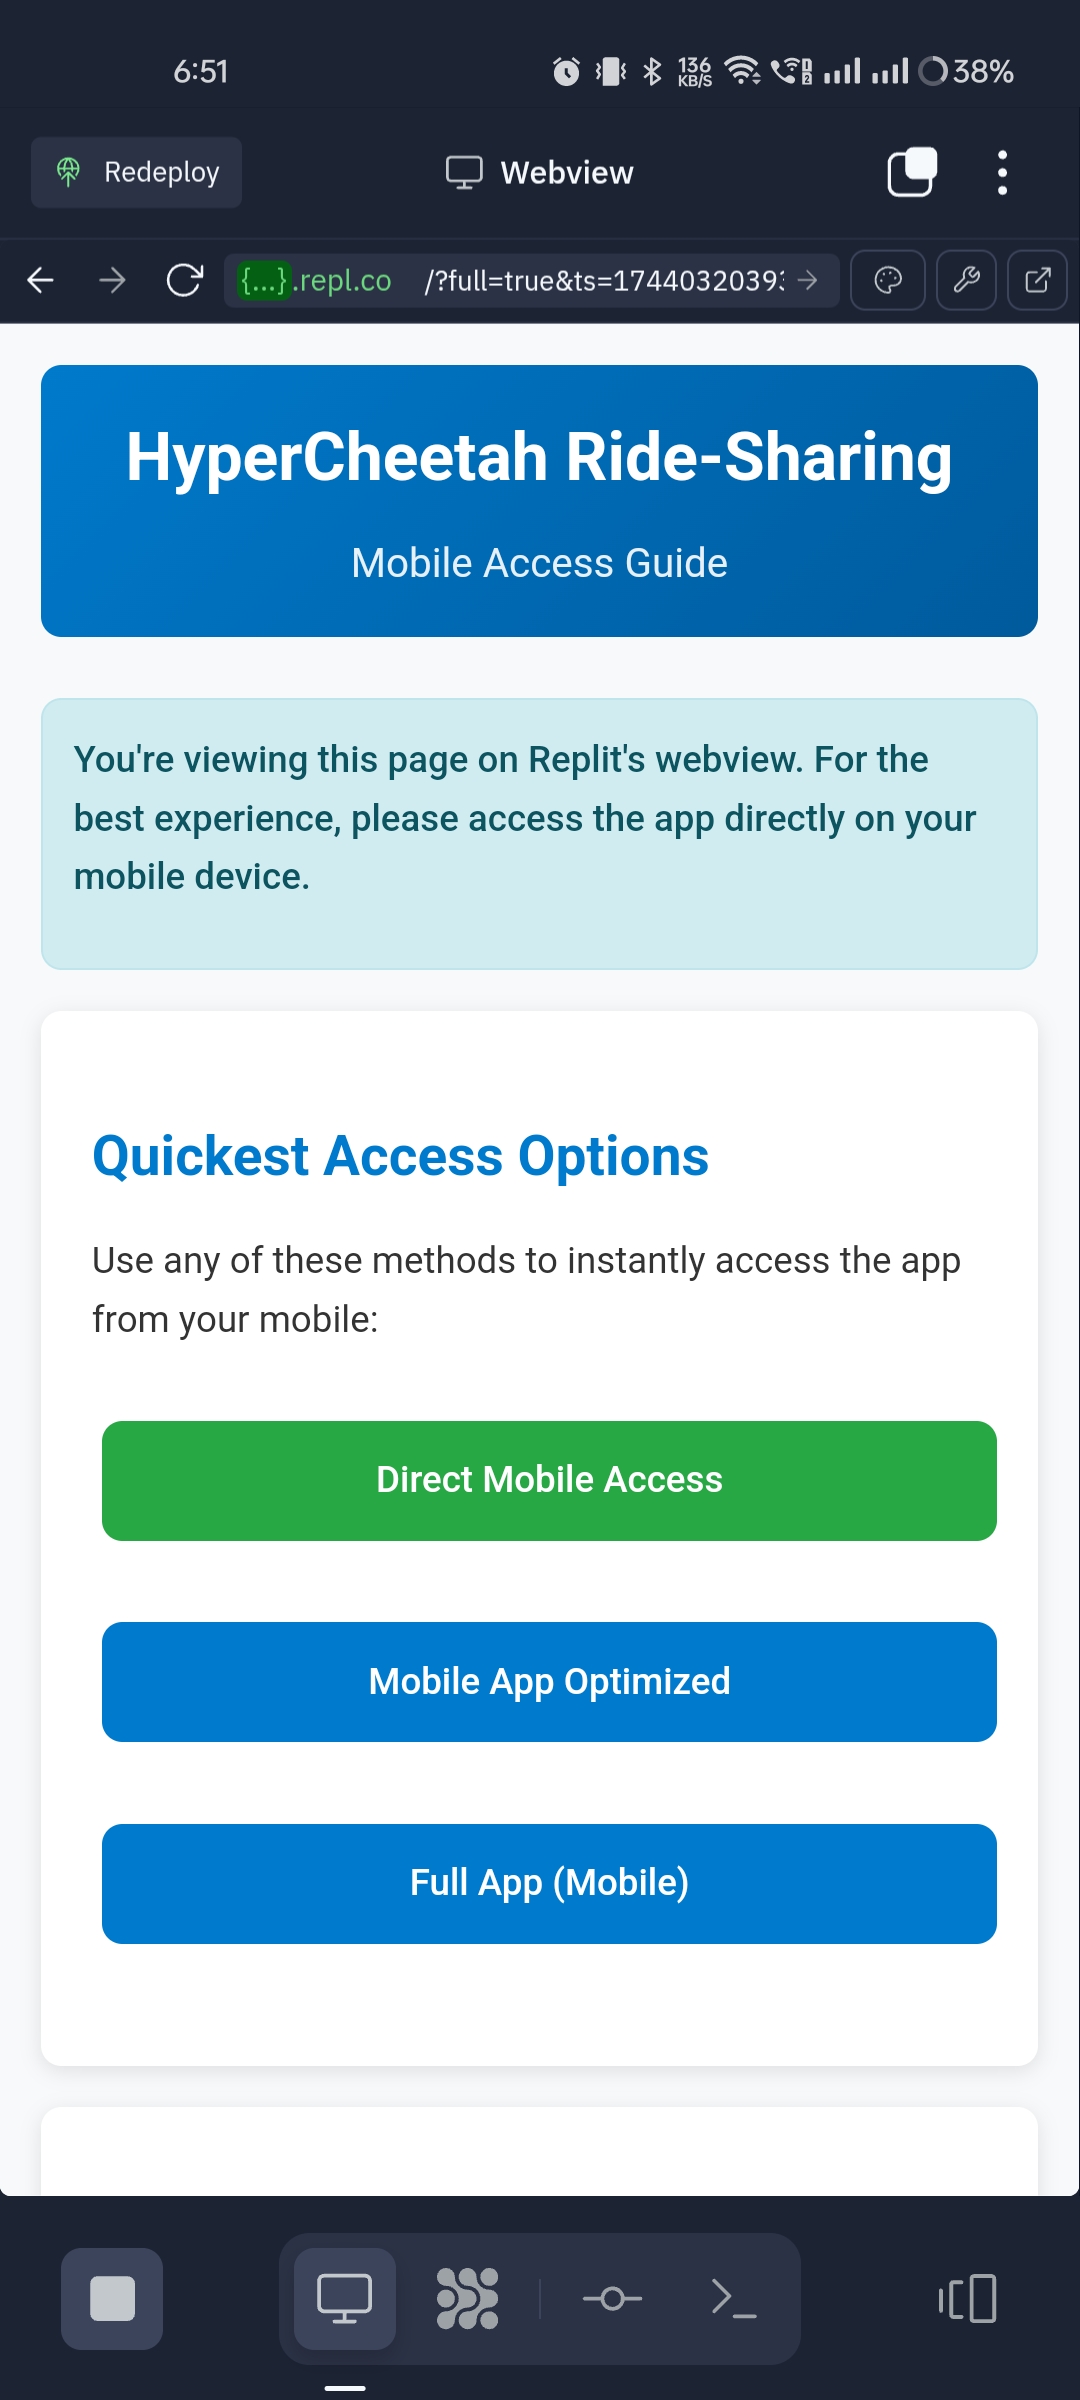 6:51
136
KB/S
1
2
38%
Redeploy
Webview
{...}.repl.co
/?full=true&ts=1744032039
HyperCheetah Ride-Sharing
Mobile Access Guide
You're viewing this page on Replit's webview. For the
best experience, please access the app directly on your
mobile device.
Quickest Access Options
Use any of these methods to instantly access the app
from your mobile:
Direct Mobile Access
Mobile App Optimized
Full App (Mobile)